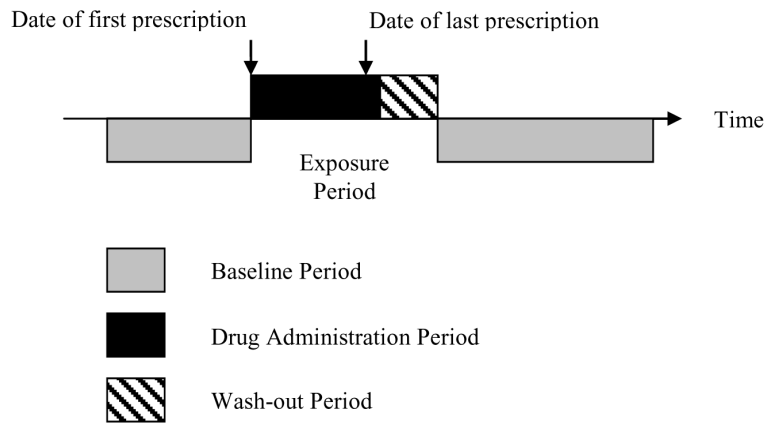 Date of first prescription
Date of last prescription
Time
Exposure
Period
Baseline Period
Drug Administration Period
Wash-out Period